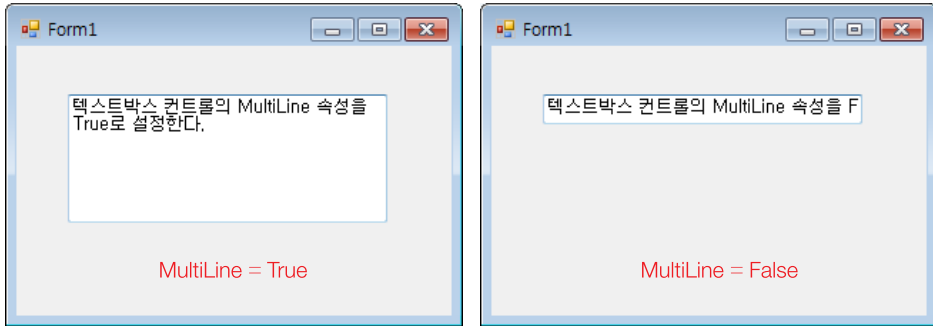 Form1
텍스트박스 컨트롤의 MultiLine 속성을
True로 설정한다.
MultiLine = True
Form1
텍스트박스 컨트롤의 MultiLine 속성을 F
MultiLine = False